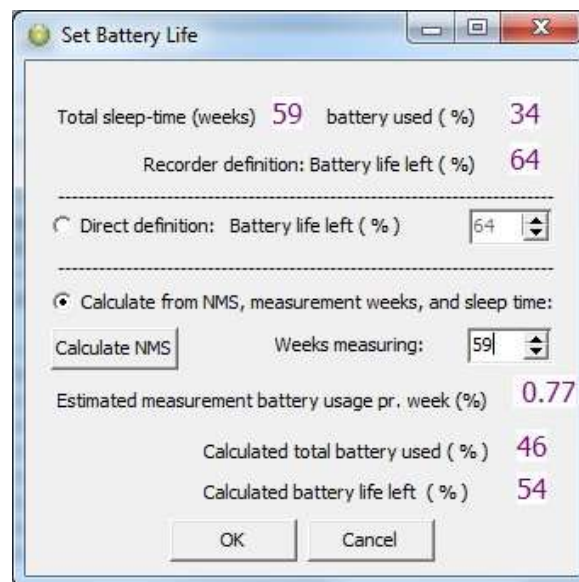 Set Battery Life
Total sleep-time (weeks) 59 battery used ( %) 34
Recorder definition: Battery life left ( %) 64
Direct definition: Battery life left ( % ) 64
Calculate from NMS, measurement weeks, and sleep time:
Calculate NMS Weeks measuring: 59
Estimated measurement battery usage pr. week (%) 0.77
Calculated total battery used ( % ) 46
Calculated battery life left ( % ) 54
OK Cancel